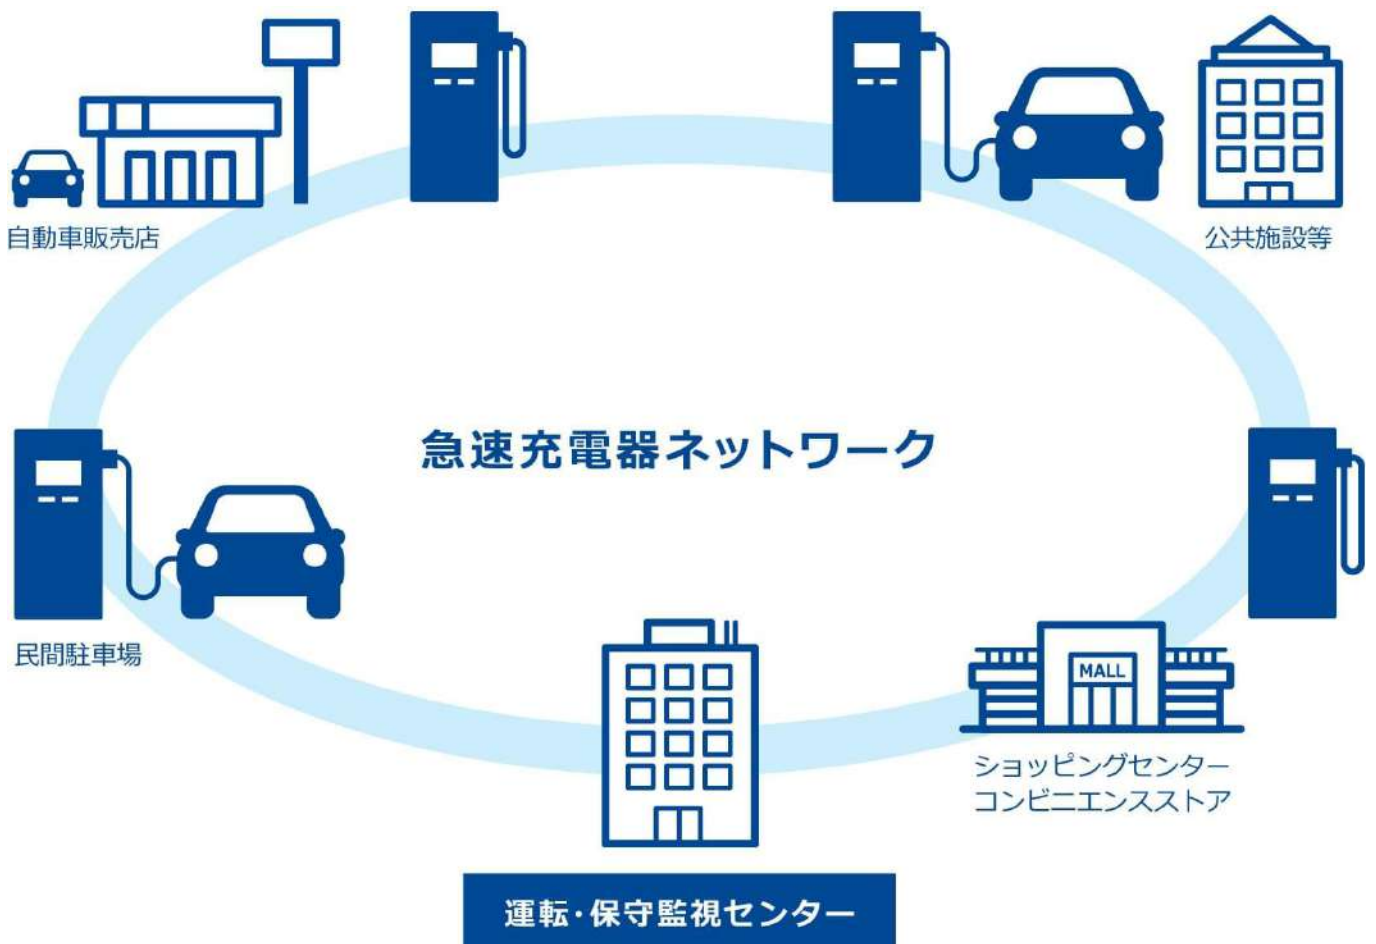 自動車販売店
公共施設等
急速充電器ネットワーク
民間駐車場
MALL
ショッピングセンター
コンビニエンスストア
運転・保守監視センター